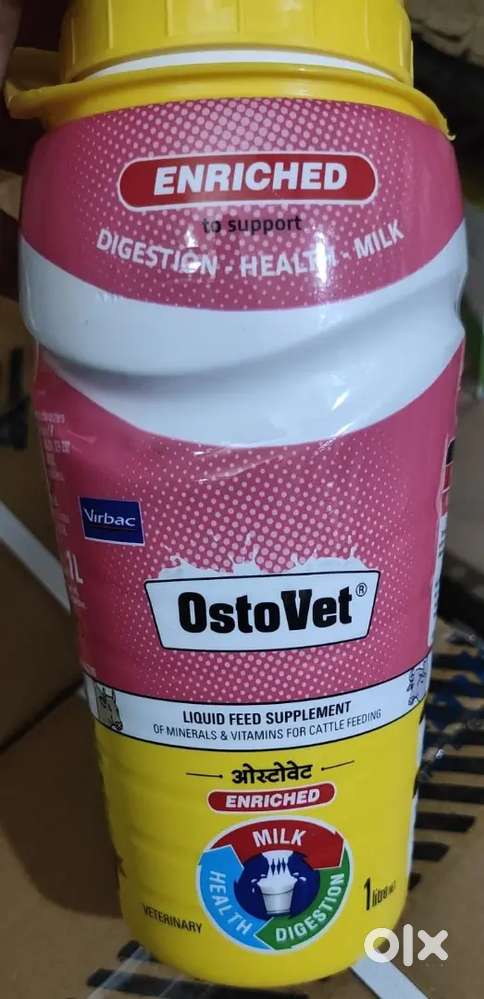 ENRICHED
to support
DIGESTION - HEALTH - MILK
Virbac
1L
OstoVet®
LIQUID FEED SUPPLEMENT
OF MINERALS & VITAMINS FOR CATTLE FEEDING
ओस्टोवेट
ENRICHED
MILK
HEALTH
DIGESTION
VETERINARY
1 litre
olx